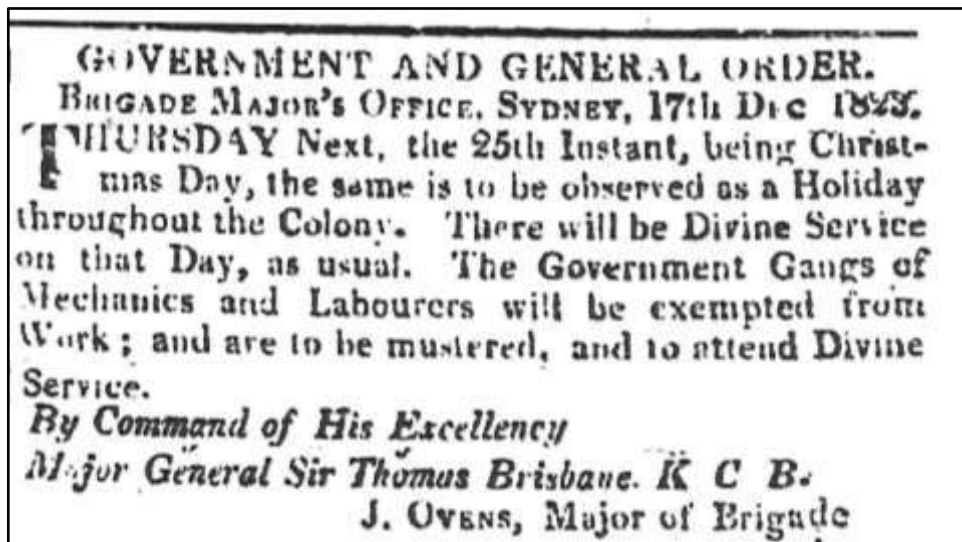 GOVERNMENT AND GENERAL ORDER.
BRIGADE MAJOR'S OFFICE, SYDNEY, 17th Dec 1823.
THURSDAY Next, the 25th Instant, being Christ-
mas Day, the same is to be observed as a Holiday
throughout the Colony. There will be Divine Service
on that Day, as usual. The Government Gangs of
Mechanics and Labourers will be exempted from
Work; and are to be mustered, and to attend Divine
Service.
By Command of His Excellency
Major General Sir Thomas Brisbane. K C B.
J. OVENS, Major of Brigade